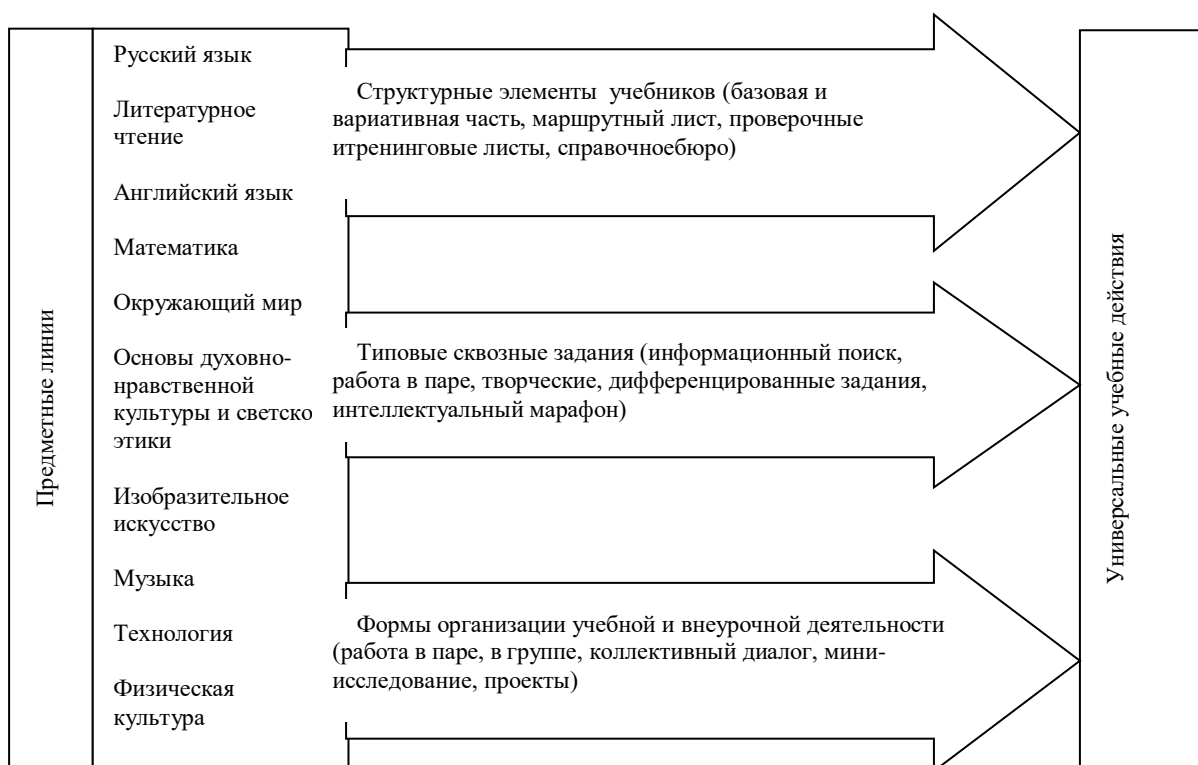 Предметные линии
Русский язык
Литературное
чтение
Английский язык
Математика
Окружающий мир
Основы духовно-
нравственной
культуры и светско
этики
Изобразительное
искусство
Музыка
Технология
Физическая
культура
Структурные элементы учебников (базовая и
вариативная часть, маршрутный лист, проверочные
итренинговые листы, справочноебюро)
Типовые сквозные задания (информационный поиск,
работа в паре, творческие, дифференцированные задания,
интеллектуальный марафон)
Формы организации учебной и внеурочной деятельности
(работа в паре, в группе, коллективный диалог, мини-
исследование, проекты)
Универсальные учебные действия